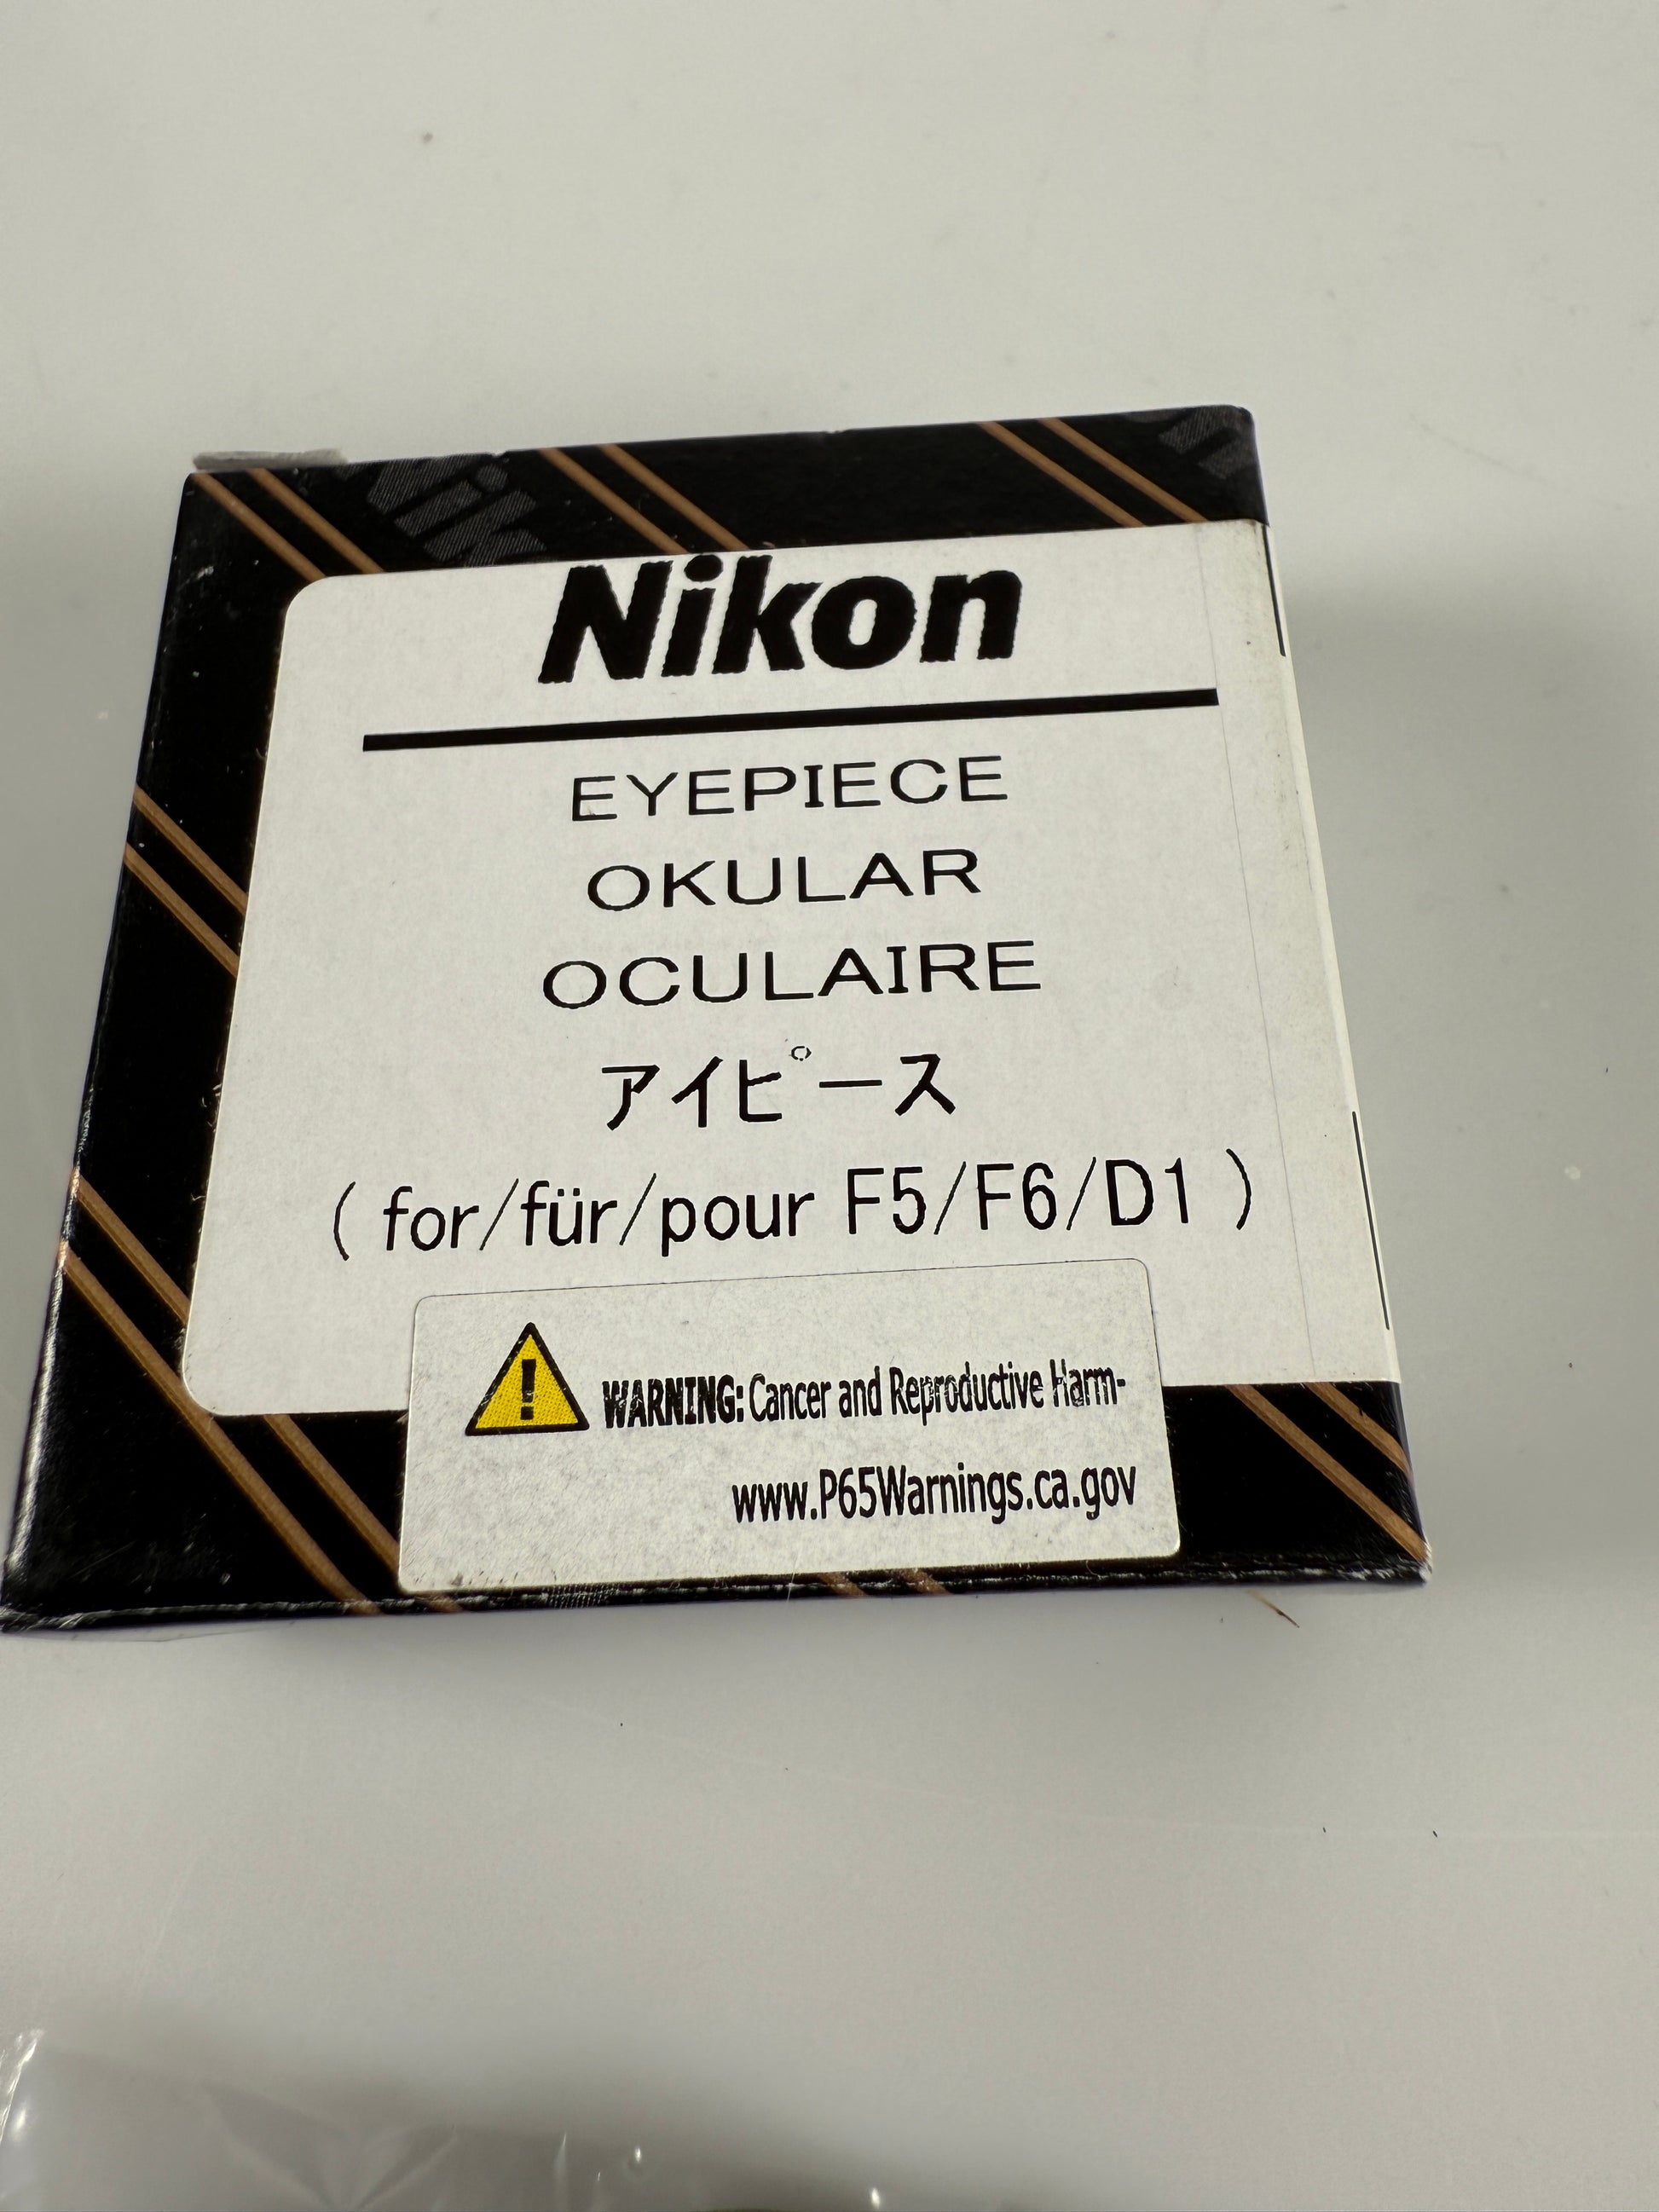 Nikon
EYEPIECE
OKULAR
OCULAIRE
アイピース
( for/für/pour F5/F6/D1 )
WARNING: Cancer and Reproductive Harm-
www.P65Warnings.ca.gov